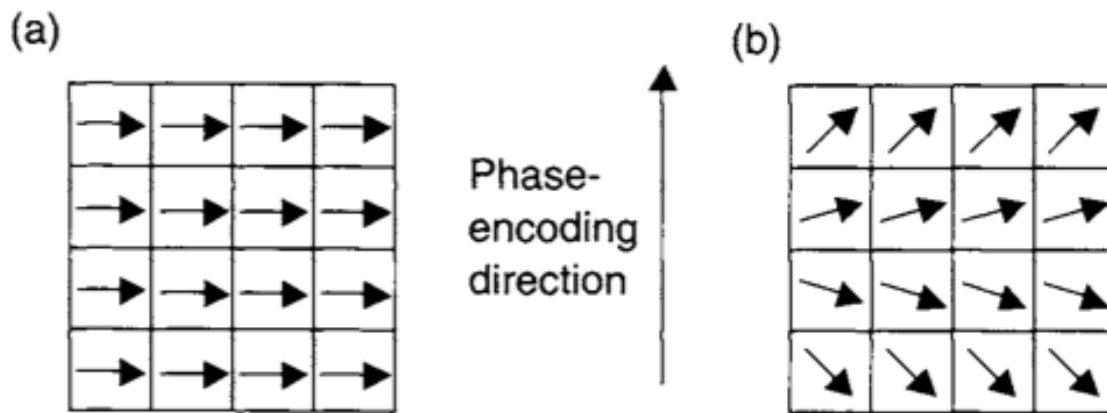 (a)
(b)
Phase-
encoding
direction